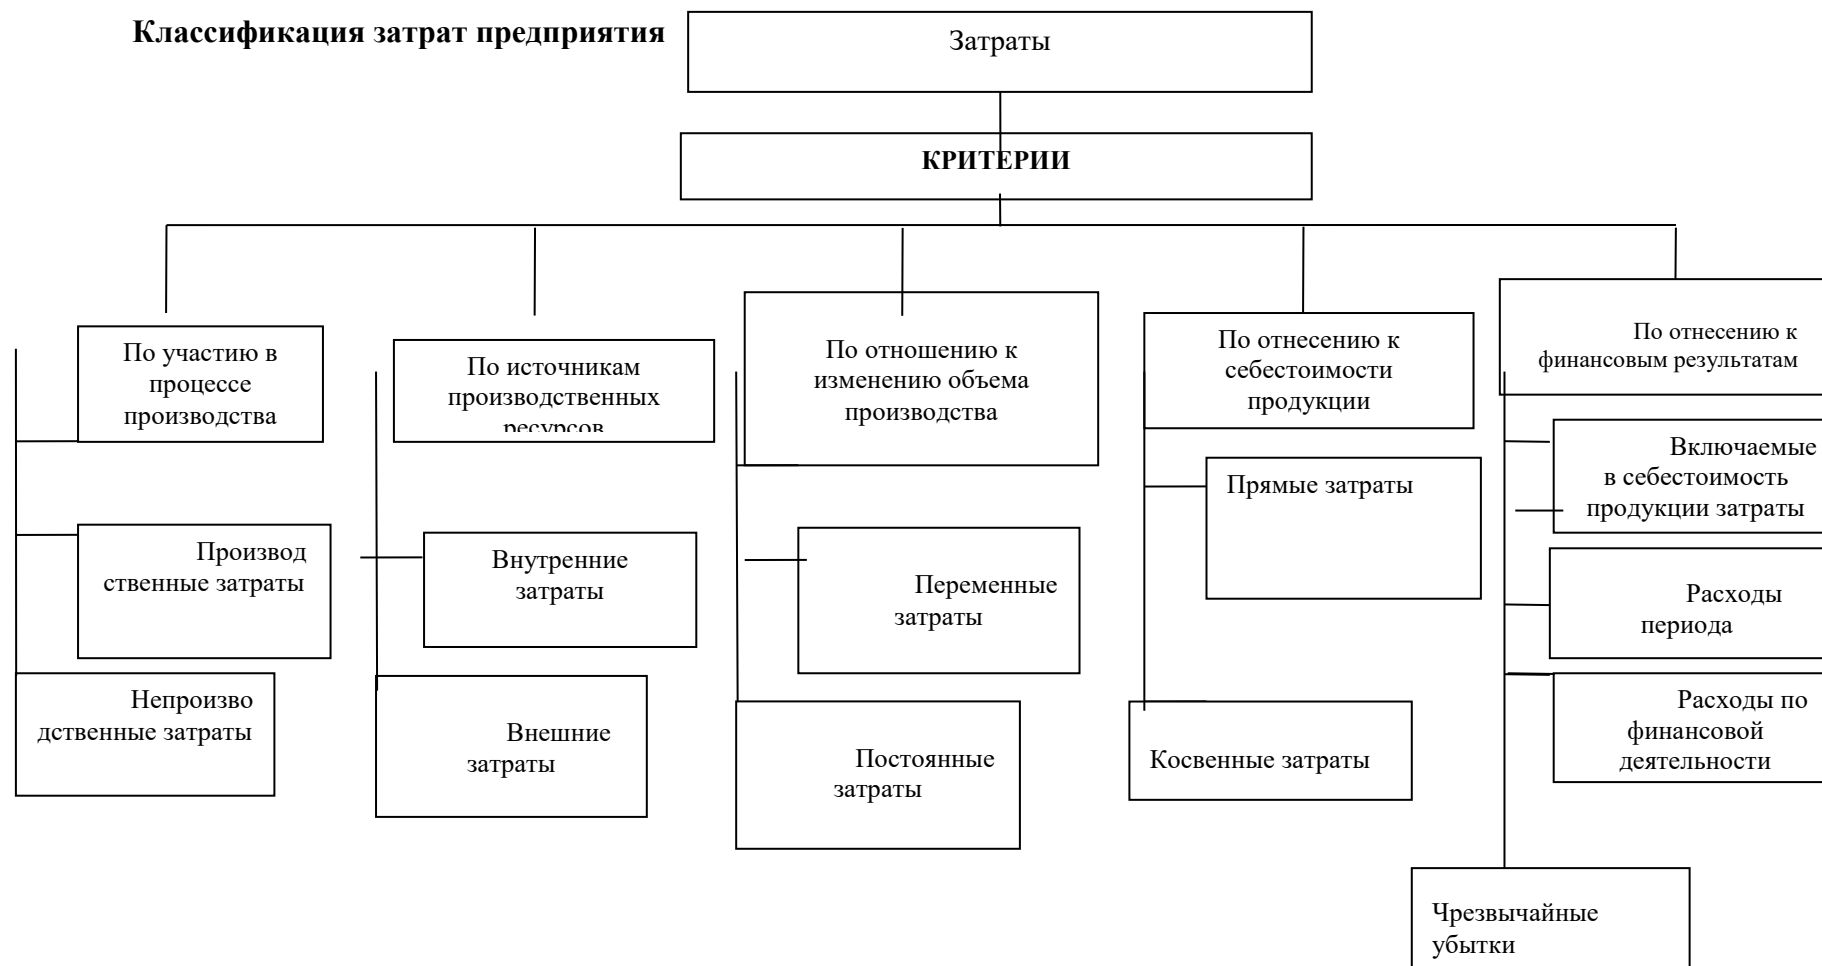 Классификация затрат предприятия
Затраты
КРИТЕРИИ
По участию в
процессе
производства
По источникам
производственных
ресурсов
По отношению к
изменению объема
производства
По отнесению к
себестоимости
продукции
По отнесению к
финансовым результатам
Производ
ственные затраты
Непроизво
дственные затраты
Внутренние
затраты
Внешние
затраты
Переменные
затраты
Постоянные
затраты
Прямые затраты
Косвенные затраты
Включаемые
в себестоимость
продукции затраты
Расходы
периода
Расходы по
финансовой
деятельности
Чрезвычайные
убытки